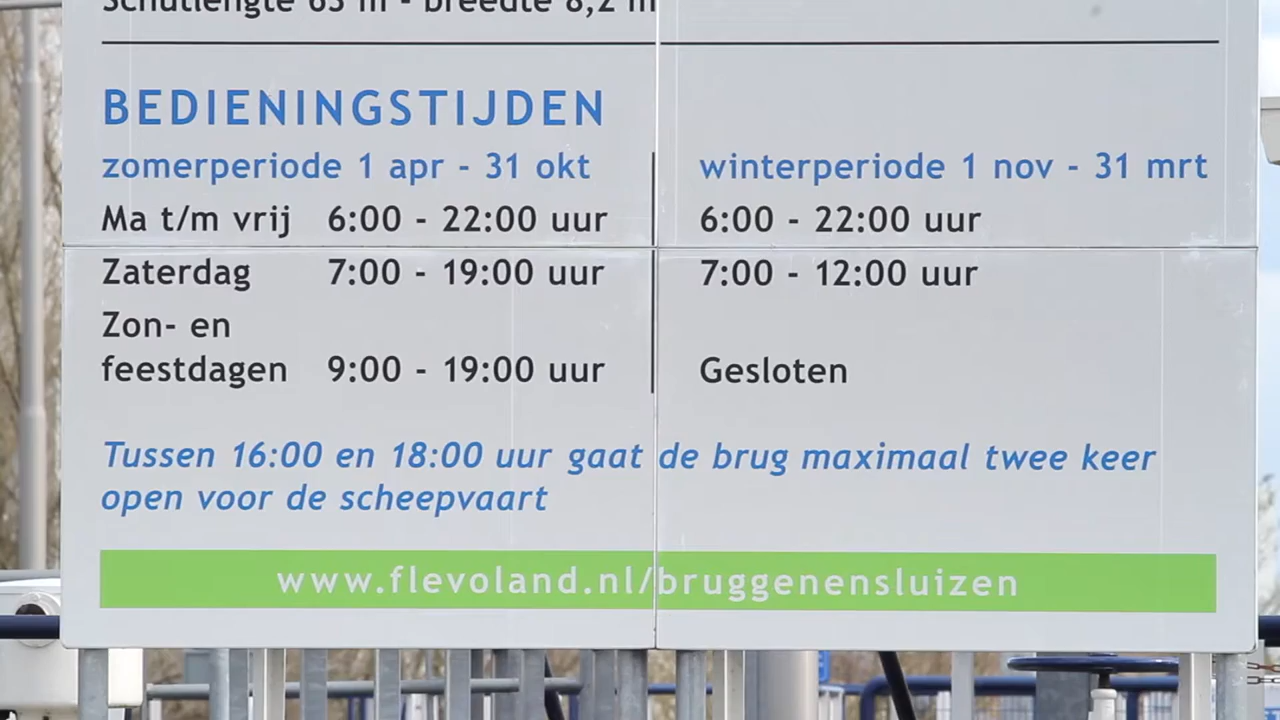 Schutlengte 65 m - breedte 8,2 m
BEDIENINGSTIJDEN
zomerperiode 1 apr - 31 okt winterperiode 1 nov - 31 mrt
Ma t/m vrij 6:00 - 22:00 uur 6:00 - 22:00 uur
Zaterdag 7:00 - 19:00 uur 7:00 - 12:00 uur
Zon- en
feestdagen 9:00 - 19:00 uur Gesloten
Tussen 16:00 en 18:00 uur gaat de brug maximaal twee keer
open voor de scheepvaart
www.flevoland.nl/bruggenensluizen